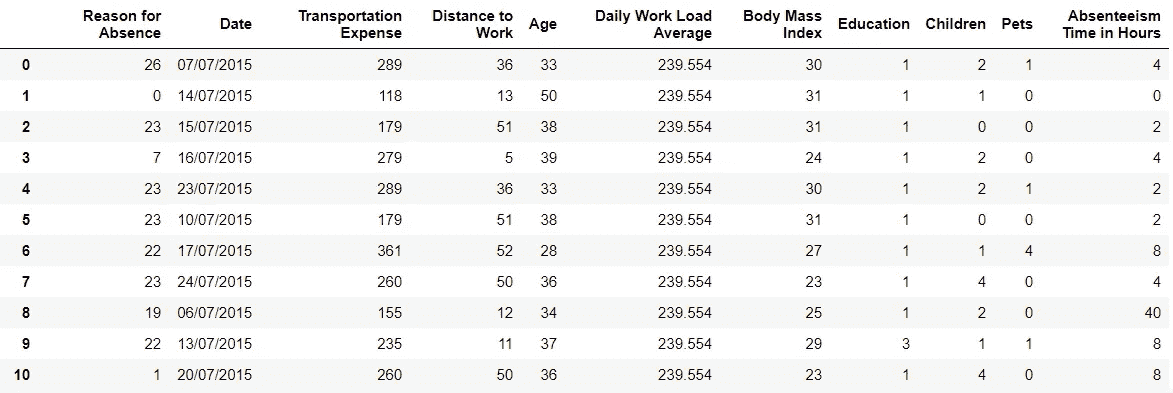 Reason for Absence Date Transportation Expense Distance to Work Age Daily Work Load Average Body Mass Index Education Children Pets Absenteeism Time in Hours
0 26 07/07/2015 289 36 33 239.554 30 1 2 1 4
1 0 14/07/2015 118 13 50 239.554 31 1 1 0 0
2 23 15/07/2015 179 51 38 239.554 31 1 0 0 2
3 7 16/07/2015 279 5 39 239.554 24 1 2 0 4
4 23 23/07/2015 289 36 33 239.554 30 1 2 1 2
5 23 10/07/2015 179 51 38 239.554 31 1 0 0 2
6 22 17/07/2015 361 52 28 239.554 27 1 1 4 8
7 23 24/07/2015 260 50 36 239.554 23 1 4 0 4
8 19 06/07/2015 155 12 34 239.554 25 1 2 0 40
9 22 13/07/2015 235 11 37 239.554 29 3 1 1 8
10 1 20/07/2015 260 50 36 239.554 23 1 4 0 8